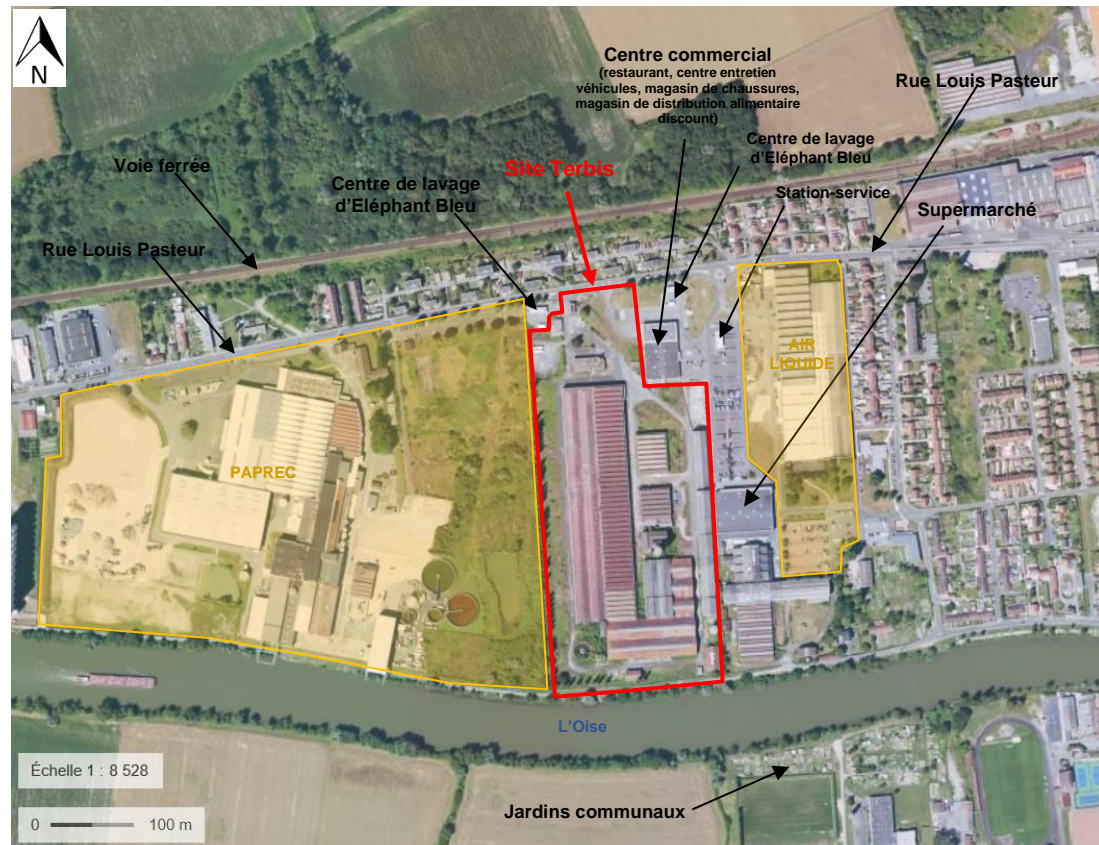 N
Centre commercial
(restaurant, centre entretien
véhicules, magasin de chaussures,
magasin de distribution alimentaire
discount)
Rue Louis Pasteur
Voie ferrée
Site Terbis
Centre de lavage
d'Eléphant Bleu
Centre de lavage
d'Eléphant Bleu
Station-service
Supermarché
Rue Louis Pasteur
AIR
LIQUIDE
PAPREC
L'Oise
Échelle 1 : 8 528
0 100 m
Jardins communaux